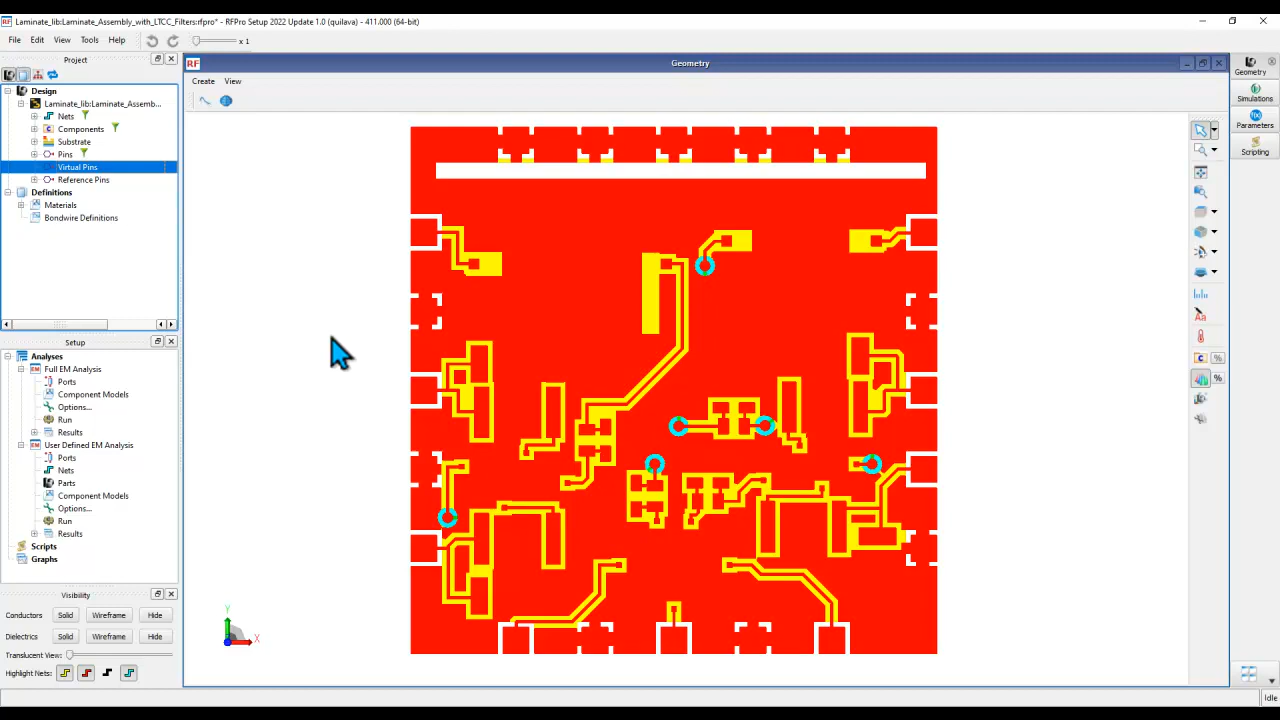 Laminate_lib:Laminate_Assembly_with_LTCC_Filters:rfpro* - RFPro Setup 2022 Update 1.0 (quilava) - 411.000 (64-bit)
File Edit View Tools Help x 1
Project
Design
Laminate_lib:Laminate_Assemb...
Nets
Components
Substrate
Pins
Virtual Pins
Reference Pins
Definitions
Materials
Bondwire Definitions
Setup
Analyses
Full EM Analysis
Ports
Component Models
Options...
Run
Results
User Defined EM Analysis
Ports
Nets
Parts
Component Models
Options...
Run
Results
Scripts
Graphs
Visibility
Conductors Solid Wireframe Hide
Dielectrics Solid Wireframe Hide
Translucent View:
Highlight Nets:
RF Geometry
Create View
Y
X
Aa
C %
%
Geometry
Simulations
Parameters
Scripting
Idle